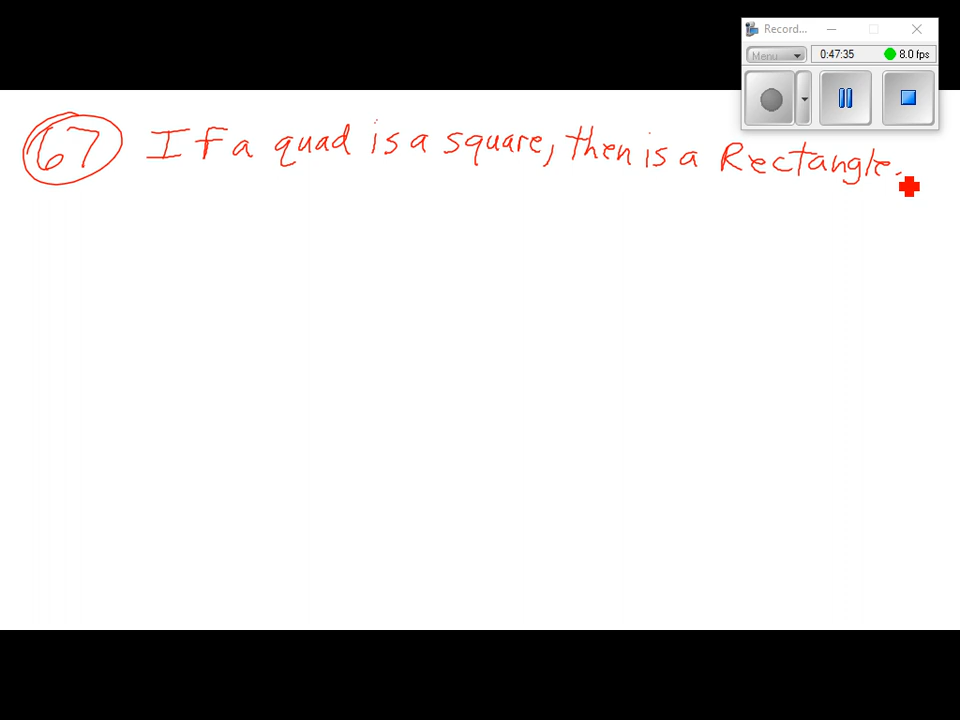 Record...
Menu
0:47:35
8.0 fps
67 If a quad is a square, then is a Rectangle.